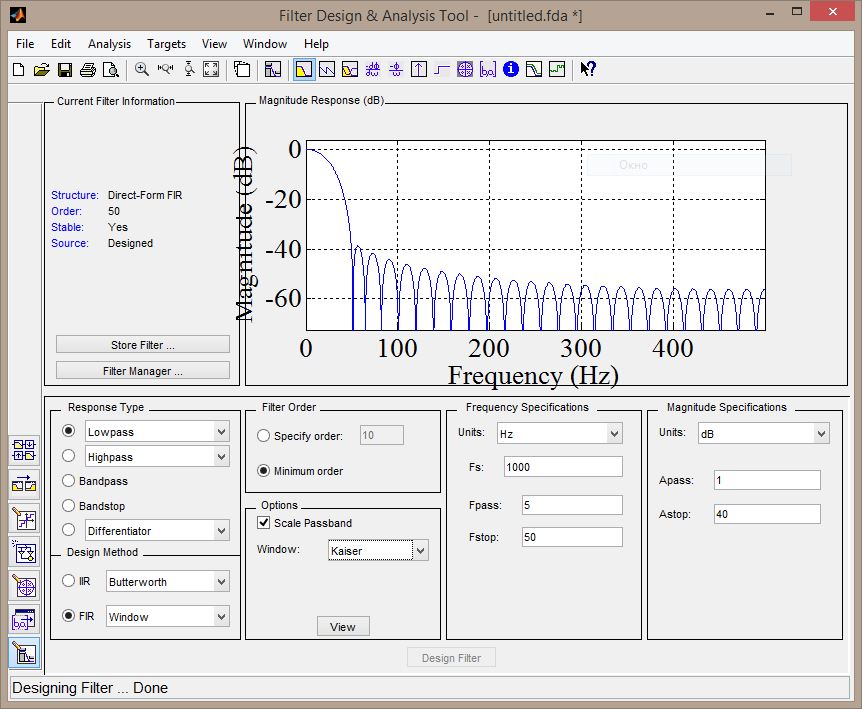 Filter Design & Analysis Tool - [untitled.fda *]
File Edit Analysis Targets View Window Help
Current Filter Information
Structure: Direct-Form FIR
Order: 50
Stable: Yes
Source: Designed
Store Filter ...
Filter Manager ...
Magnitude Response (dB)
Окно
Magnitude (dB)
0
-20
-40
-60
0 100 200 300 400
Frequency (Hz)
Response Type
Lowpass
Highpass
Bandpass
Bandstop
Differentiator
Design Method
IIR Butterworth
FIR Window
Filter Order
Specify order: 10
Minimum order
Options
Scale Passband
Window: Kaiser
View
Frequency Specifications
Units: Hz
Fs: 1000
Fpass: 5
Fstop: 50
Magnitude Specifications
Units: dB
Apass: 1
Astop: 40
Design Filter
Designing Filter ... Done